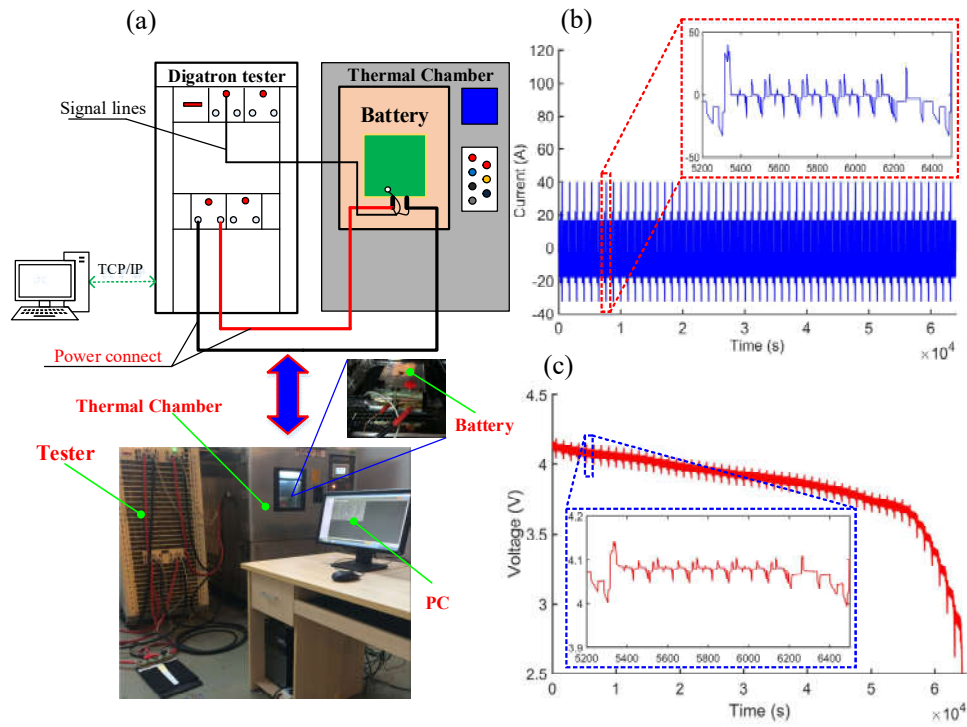 (a)
Digatron tester
Thermal Chamber
Signal lines
Battery
TCP/IP
Power connect
Thermal Chamber
Battery
Tester
PC
(b)
120
100
80
60
40
20
0
-20
-40
Current (A)
50
0
-50
5200 5400 5600 5800 6000 6200 6400
0 1 2 3 4 5 6
Time (s)
× 10^4
(c)
4.5
4
3.5
3
2.5
Voltage (V)
4.2
4.1
4
3.9
5200 5400 5600 5800 6000 6200 6400
0 1 2 3 4 5 6
Time (s)
× 10^4